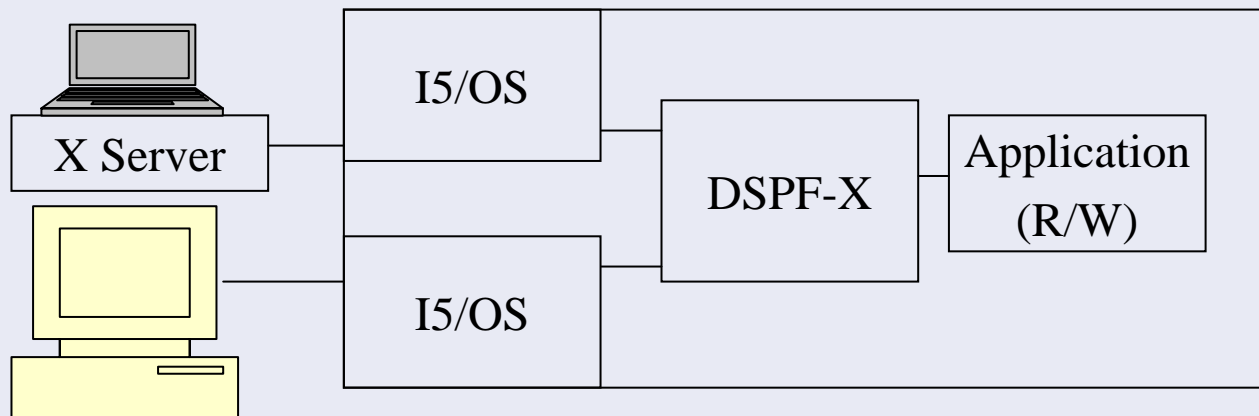 I5/OS
X Server
DSPF-X
Application
(R/W)
I5/OS